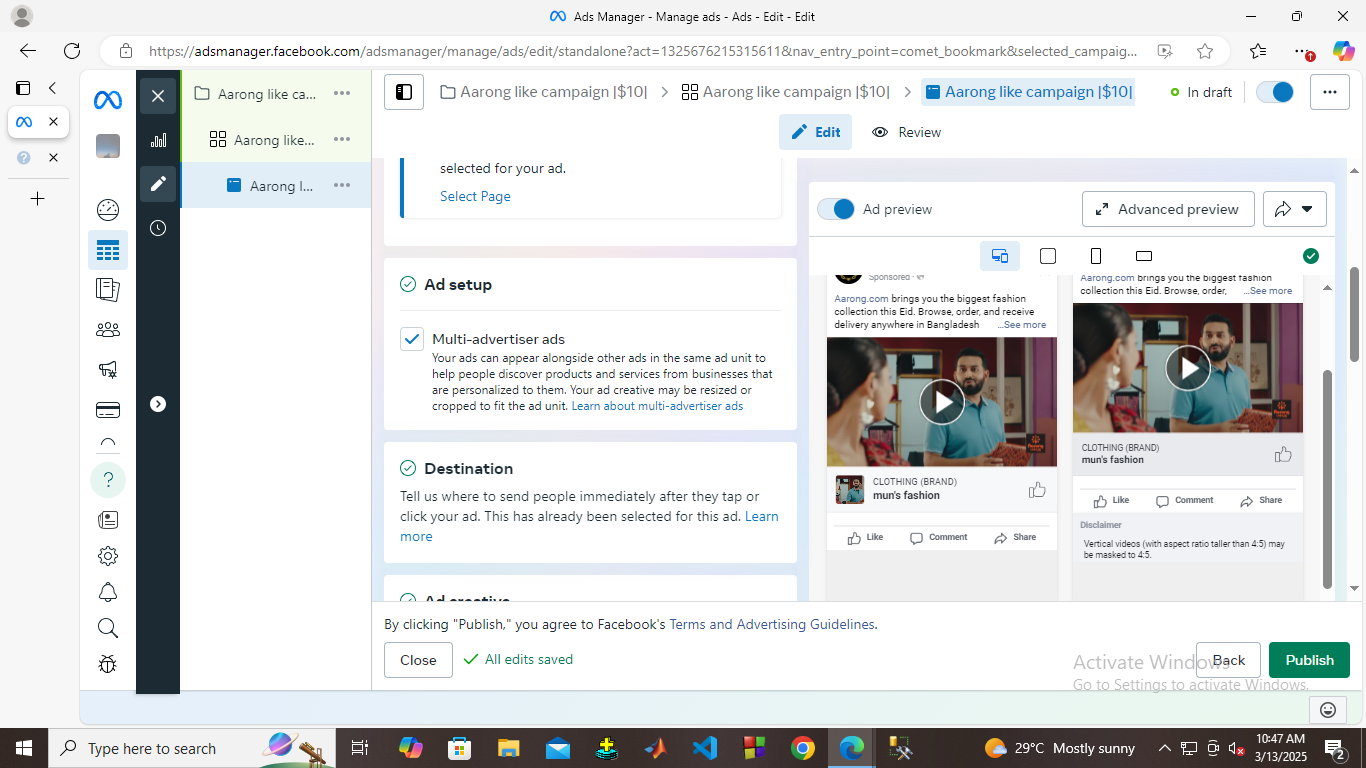 Ads Manager - Manage ads - Ads - Edit - Edit
https://adsmanager.facebook.com/adsmanager/manage/ads/edit/standalone?act=1325676215315611&nav_entry_point=comet_bookmark&selected_campaig...
Aarong like ca...
Aarong like...
Aarong l...
Aarong like campaign |$10|
Aarong like campaign |$10|
Aarong like campaign |$10|
In draft
Edit
Review
selected for your ad.
Select Page
Ad setup
Multi-advertiser ads
Your ads can appear alongside other ads in the same ad unit to
help people discover products and services from businesses that
are personalized to them. Your ad creative may be resized or
cropped to fit the ad unit. Learn about multi-advertiser ads
Destination
Tell us where to send people immediately after they tap or
click your ad. This has already been selected for this ad. Learn
more
Ad creative
Ad preview
Advanced preview
Sponsored ·
Aarong.com brings you the biggest fashion
collection this Eid. Browse, order, and receive
delivery anywhere in Bangladesh ...See more
CLOTHING (BRAND)
mun's fashion
Like
Comment
Share
Aarong.com brings you the biggest fashion
collection this Eid. Browse, order, ...See more
CLOTHING (BRAND)
mun's fashion
Like
Comment
Share
Disclaimer
Vertical videos (with aspect ratio taller than 4:5) may
be masked to 4:5.
By clicking "Publish," you agree to Facebook's Terms and Advertising Guidelines.
Close
All edits saved
Back
Publish
Activate Windows
Go to Settings to activate Windows.
Type here to search
29°C Mostly sunny
10:47 AM
3/13/2025
2